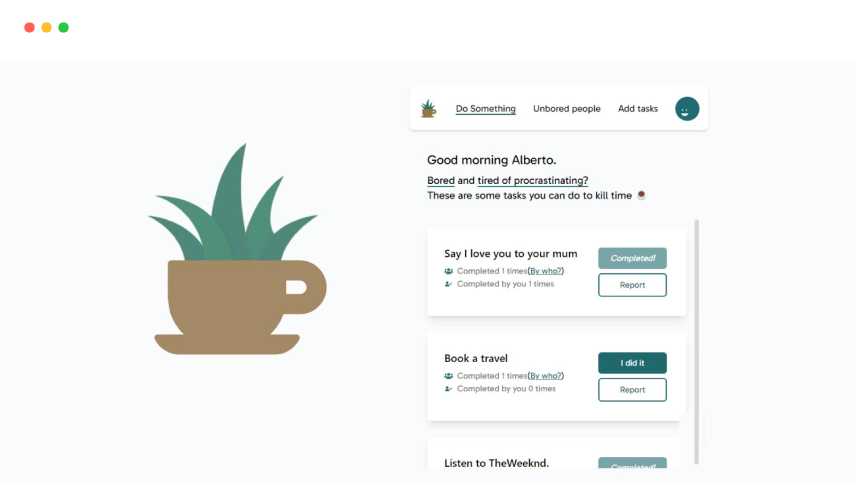 Do Something Unbored people Add tasks
Good morning Alberto.
Bored and tired of procrastinating?
These are some tasks you can do to kill time
Say I love you to your mum
Completed!
Completed 1 times(By who?)
Completed by you 1 times
Report
Book a travel
I did it
Completed 1 times(By who?)
Completed by you 0 times
Report
Listen to TheWeeknd.
Completed!